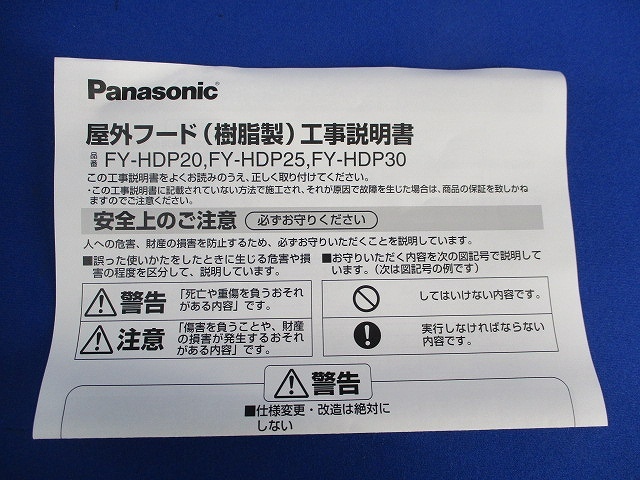 Panasonic®
屋外フード（樹脂製）工事説明書
品番 FY-HDP20,FY-HDP25,FY-HDP30
この工事説明書をよくお読みのうえ、正しく取り付けてください。
・この工事説明書に記載されていない方法で施工され、それが原因で故障を生じた場合は、商品の保証を致しかね
ますのでご注意ください。
安全上のご注意 必ずお守りください
人への危害、財産の損害を防止するため、必ずお守りいただくことを説明しています。
■誤った使いかたをしたときに生じる危害や損
害の程度を区分して、説明しています。
警告 「死亡や重傷を負うおそれ
がある内容」です。
注意 「傷害を負うことや、財産
の損害が発生するおそれ
がある内容」です。
■お守りいただく内容を次の図記号で説明して
います。（次は図記号の例です）
してはいけない内容です。
実行しなければならない
内容です。
警告
■仕様変更・改造は絶対に
しない